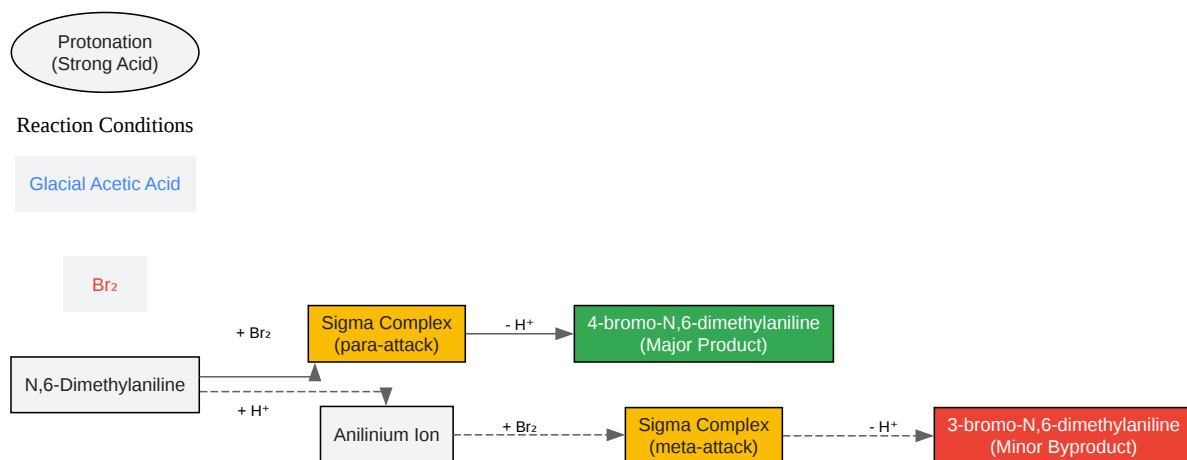 Protonation
(Strong Acid)
Reaction Conditions
Glacial Acetic Acid
Br₂
+ Br₂
Sigma Complex
(para-attack)
- H⁺
4-bromo-N,6-dimethylaniline
(Major Product)
N,6-Dimethylaniline
+ H⁺
Anilinium Ion
+ Br₂
Sigma Complex
(meta-attack)
- H⁺
3-bromo-N,6-dimethylaniline
(Minor Byproduct)